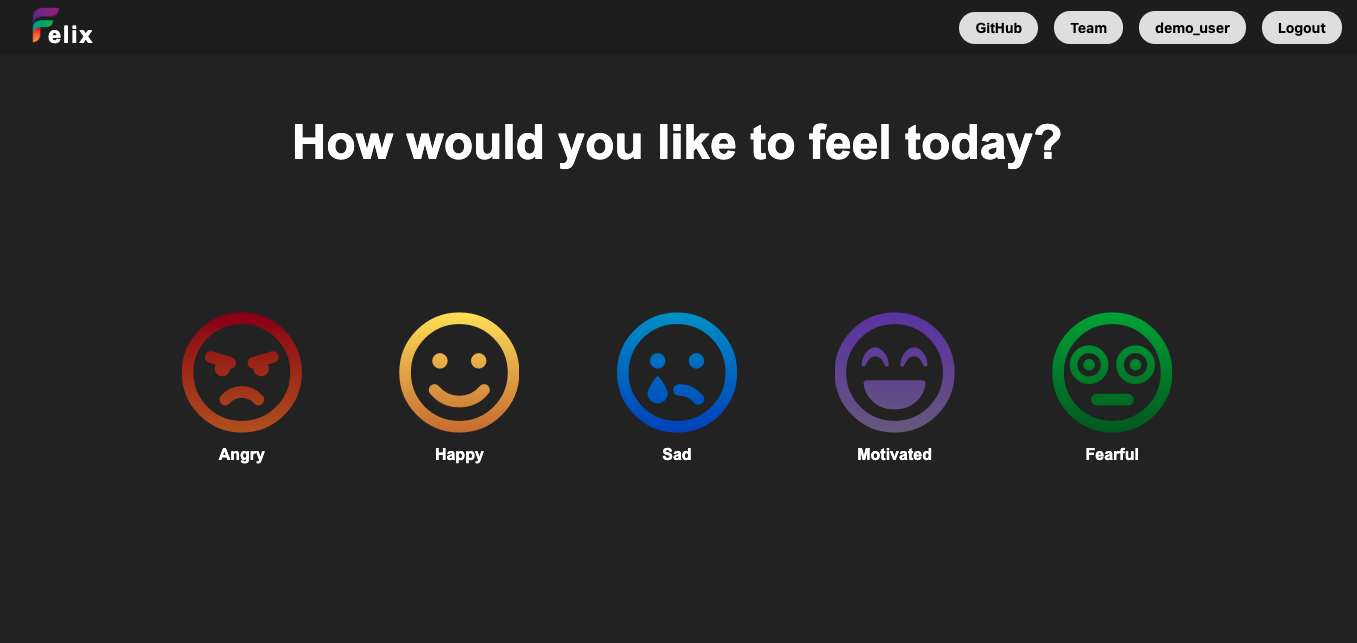 Felix
GitHub
Team
demo_user
Logout
How would you like to feel today?
Angry
Happy
Sad
Motivated
Fearful